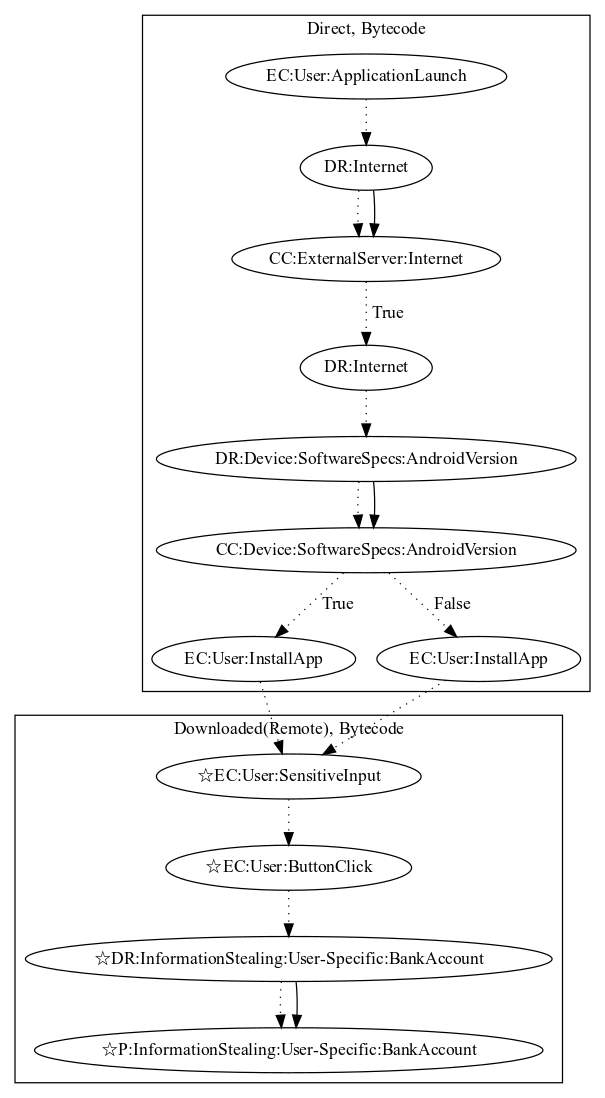 Direct, Bytecode
EC:User:ApplicationLaunch
DR:Internet
CC:ExternalServer:Internet
True
DR:Internet
DR:Device:SoftwareSpecs:AndroidVersion
CC:Device:SoftwareSpecs:AndroidVersion
True
False
EC:User:InstallApp
EC:User:InstallApp
Downloaded(Remote), Bytecode
☆EC:User:SensitiveInput
☆EC:User:ButtonClick
☆DR:InformationStealing:User-Specific:BankAccount
☆P:InformationStealing:User-Specific:BankAccount